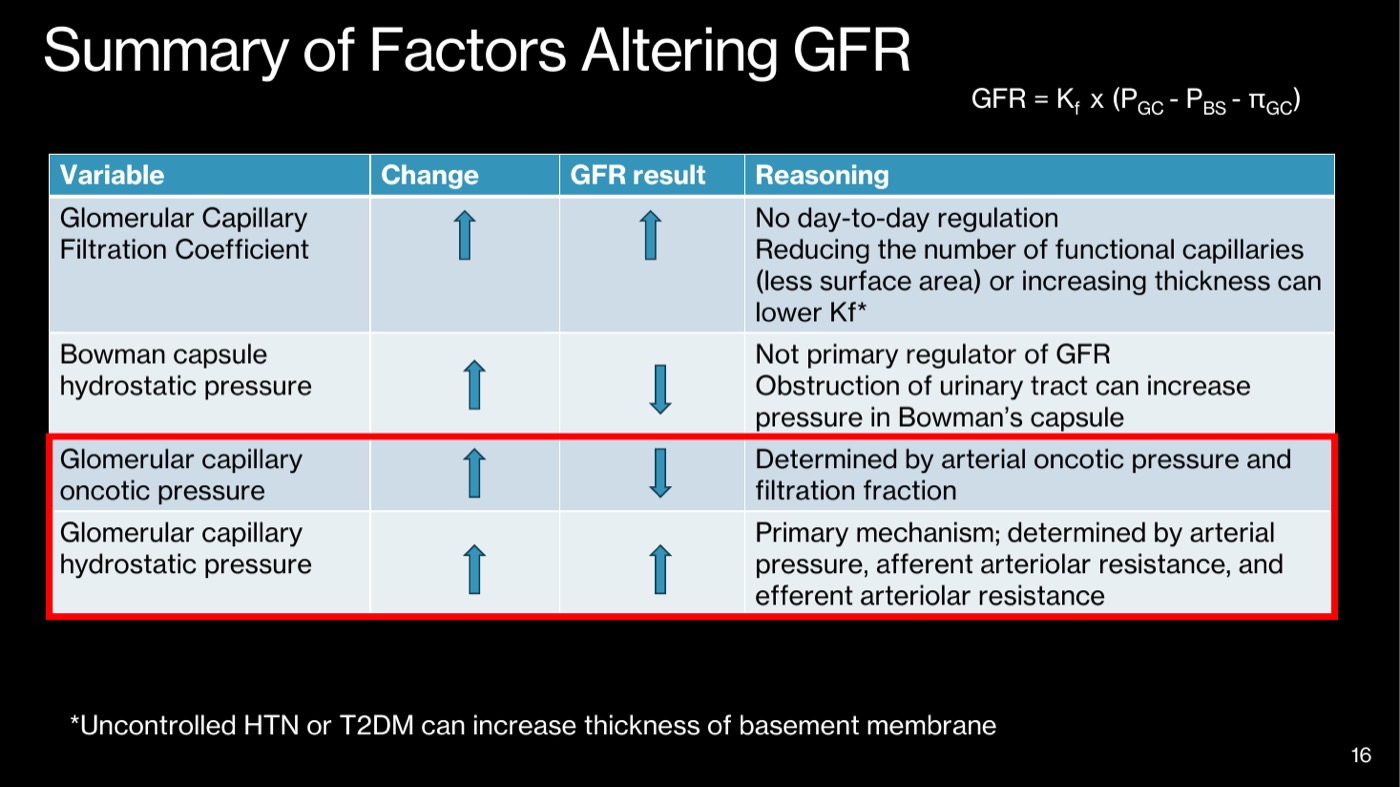 Summary of Factors Altering GFR
GFR = Kf x (PGC - PBS - πGC)
Variable Change GFR result Reasoning
Glomerular Capillary
Filtration Coefficient
No day-to-day regulation
Reducing the number of functional capillaries
(less surface area) or increasing thickness can
lower Kf*
Bowman capsule
hydrostatic pressure
Not primary regulator of GFR
Obstruction of urinary tract can increase
pressure in Bowman’s capsule
Glomerular capillary
oncotic pressure
Determined by arterial oncotic pressure and
filtration fraction
Glomerular capillary
hydrostatic pressure
Primary mechanism; determined by arterial
pressure, afferent arteriolar resistance, and
efferent arteriolar resistance
*Uncontrolled HTN or T2DM can increase thickness of basement membrane
16